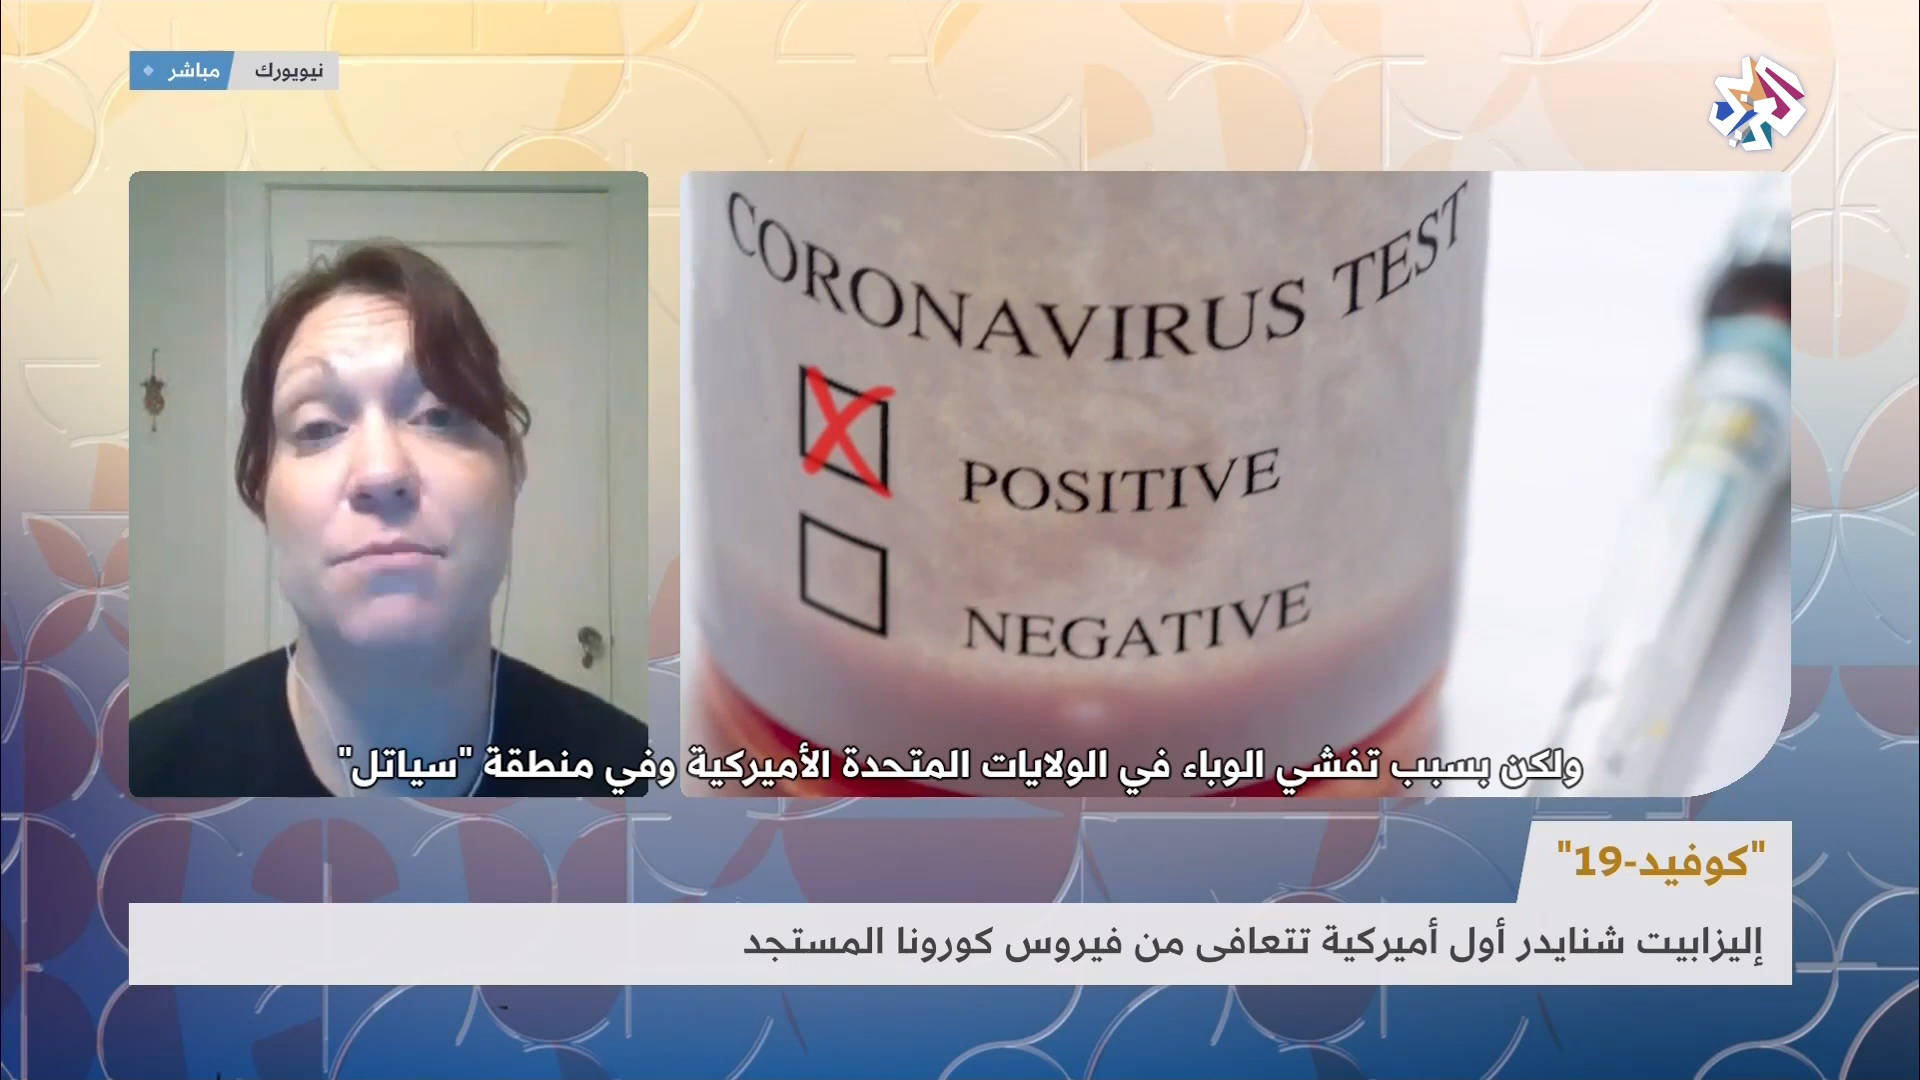 نيويورك
مباشر
العربي
CORONAVIRUS TEST
POSITIVE
NEGATIVE
ولكن بسبب تفشي الوباء في الولايات المتحدة الأميركية وفي منطقة "سياتل"
"كوفيد-19"
إليزابيت شنايدر أول أميركية تتعافى من فيروس كورونا المستجد